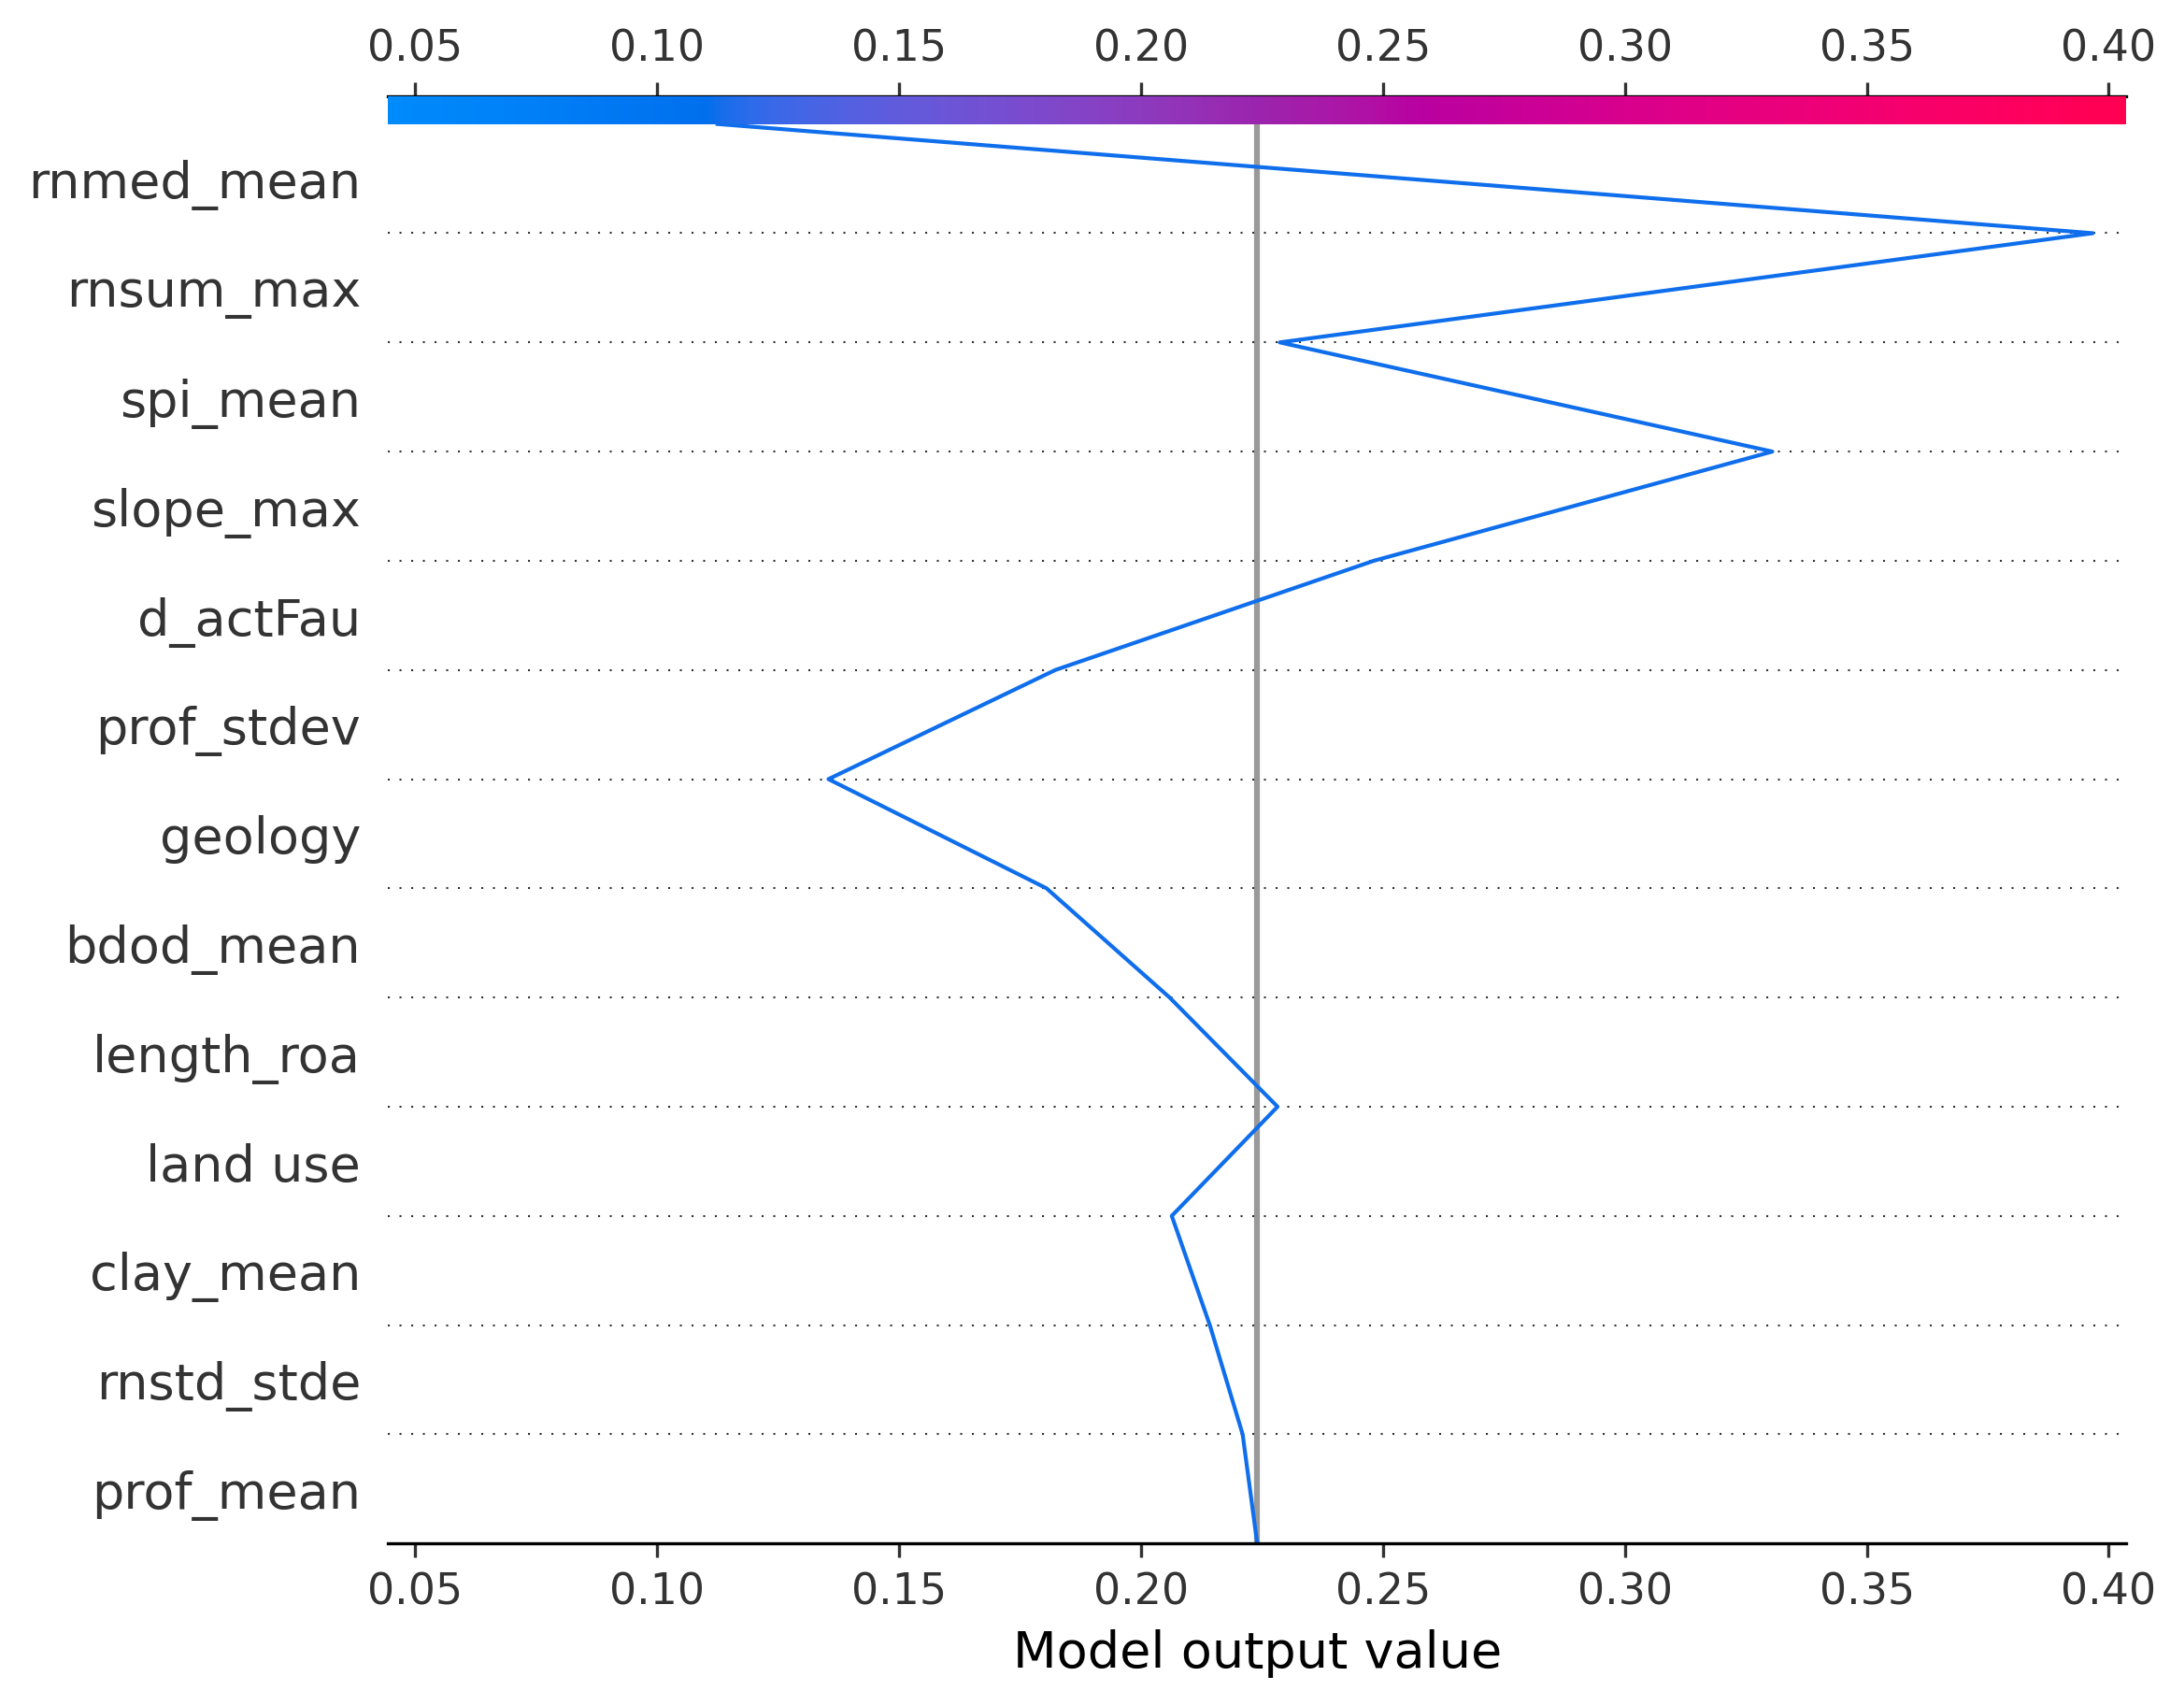 0.05 0.10 0.15 0.20 0.25 0.30 0.35 0.40
rnmed_mean
rnsum_max
spi_mean
slope_max
d_actFau
prof_stdev
geology
bdod_mean
length_roa
land use
clay_mean
rnstd_stde
prof_mean
0.05 0.10 0.15 0.20 0.25 0.30 0.35 0.40
Model output value